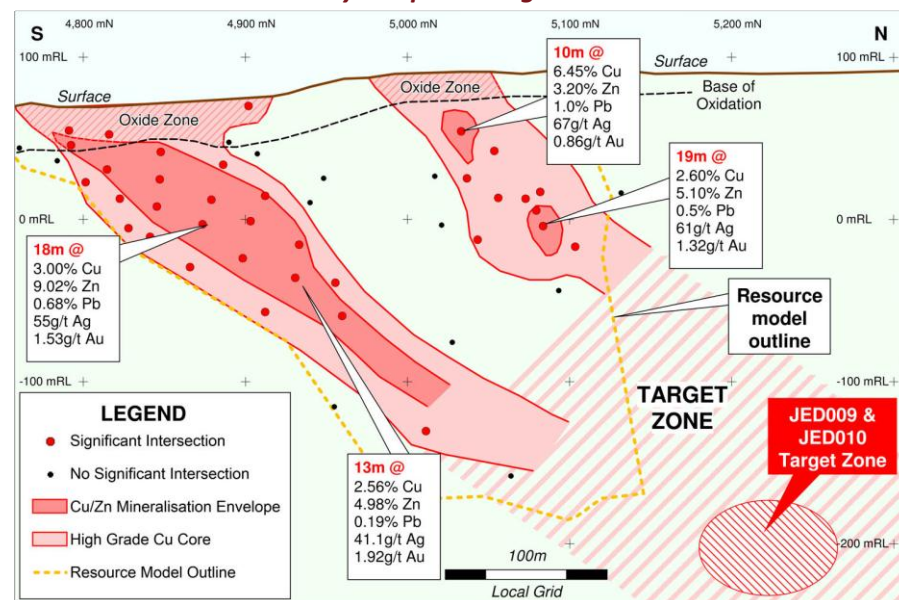 4,800 mN
4,900 mN
5,000 mN
5,100 mN
5,200 mN
S
N
100 mRL
100 mRL
10m @
6.45% Cu
3.20% Zn
1.0% Pb
67g/t Ag
0.86g/t Au
Surface
Surface
Oxide Zone
Oxide Zone
Base of
Oxidation
19m @
2.60% Cu
5.10% Zn
0.5% Pb
61g/t Ag
1.32g/t Au
0 mRL
0 mRL
18m @
3.00% Cu
9.02% Zn
0.68% Pb
55g/t Ag
1.53g/t Au
Resource
model
outline
-100 mRL
-100 mRL
TARGET
ZONE
LEGEND
Significant Intersection
No Significant Intersection
Cu/Zn Mineralisation Envelope
High Grade Cu Core
Resource Model Outline
JED009 &
JED010
Target Zone
13m @
2.56% Cu
4.98% Zn
0.19% Pb
41.1g/t Ag
1.92g/t Au
-200 mRL
100m
Local Grid